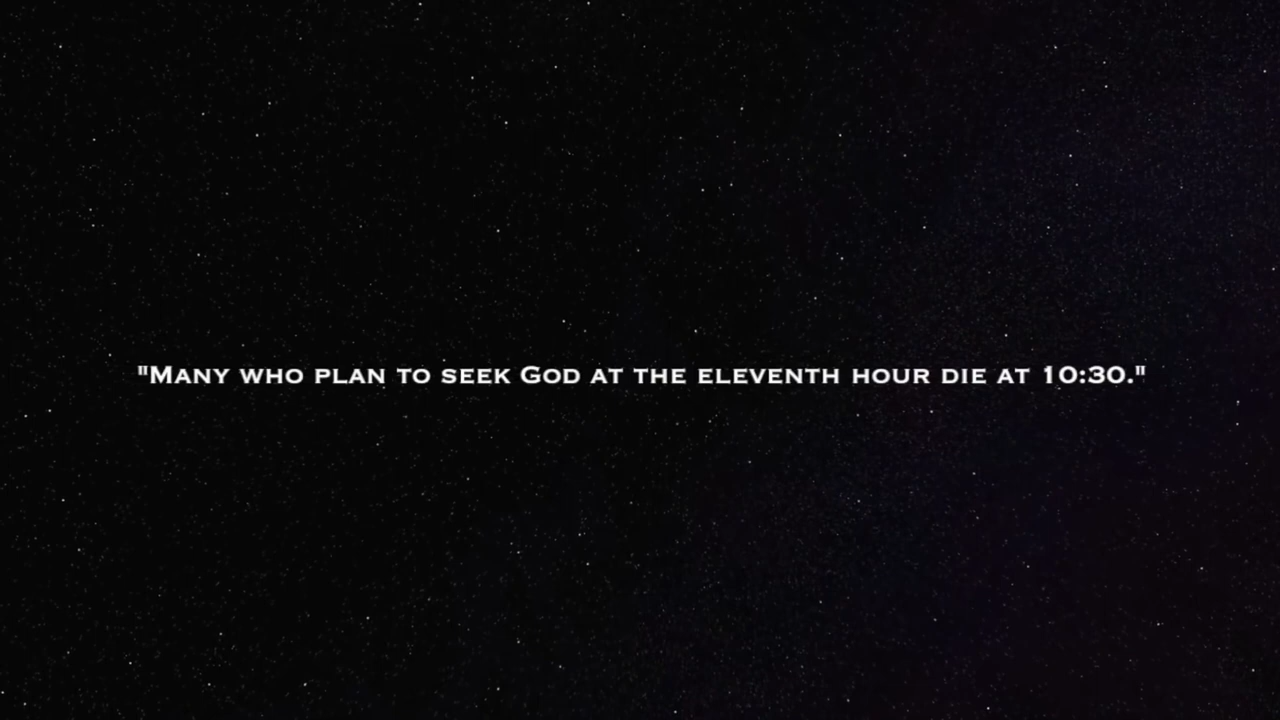 "Many who plan to seek God at the eleventh hour die at 10:30."